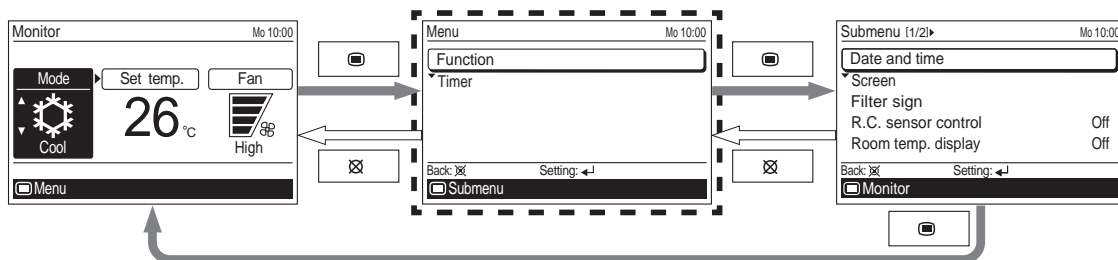 Monitor
Mo 10:00
Mode
Set temp.
Fan
26 °C
Cool
High
Menu
Menu
Mo 10:00
Function
Timer
Back:
Setting:
Submenu
Submenu [1/2]
Mo 10:00
Date and time
Screen
Filter sign
R.C. sensor control Off
Room temp. display Off
Back:
Setting:
Monitor